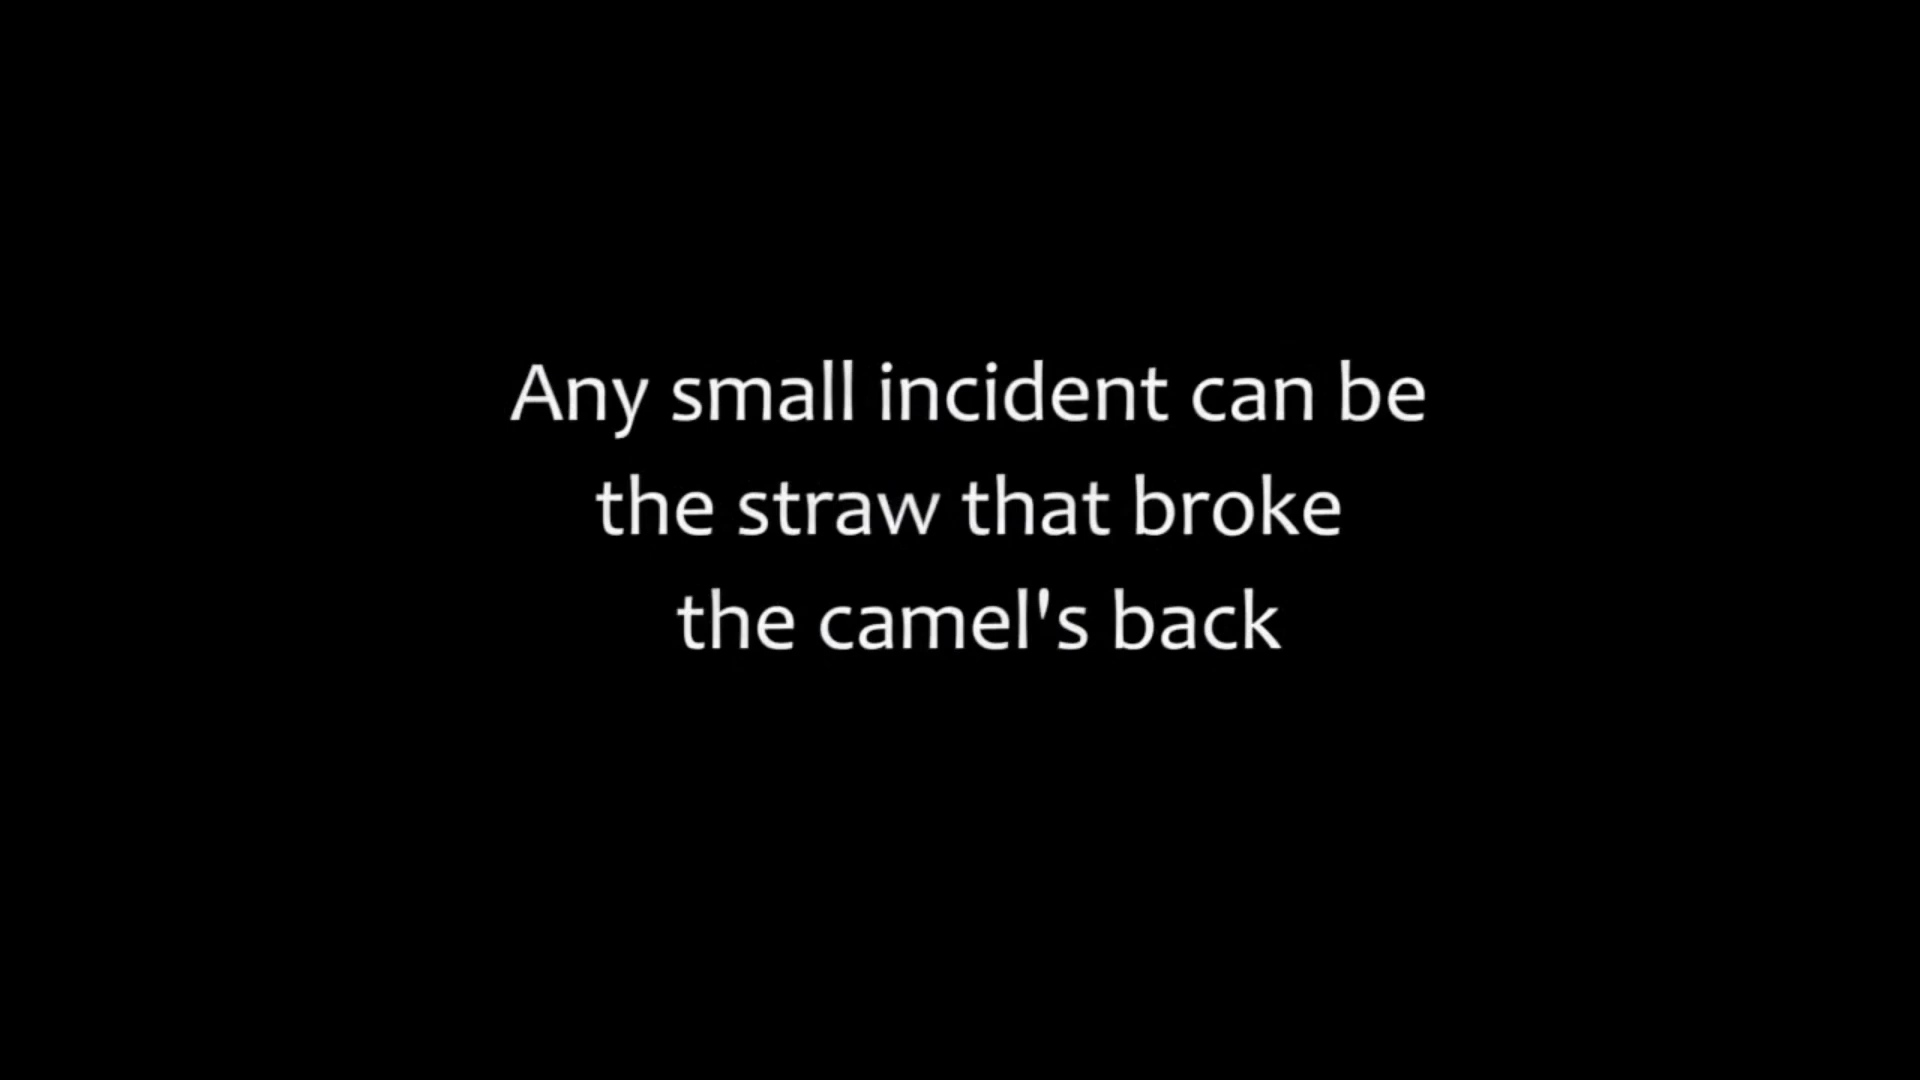 Any small incident can be
the straw that broke
the camel's back